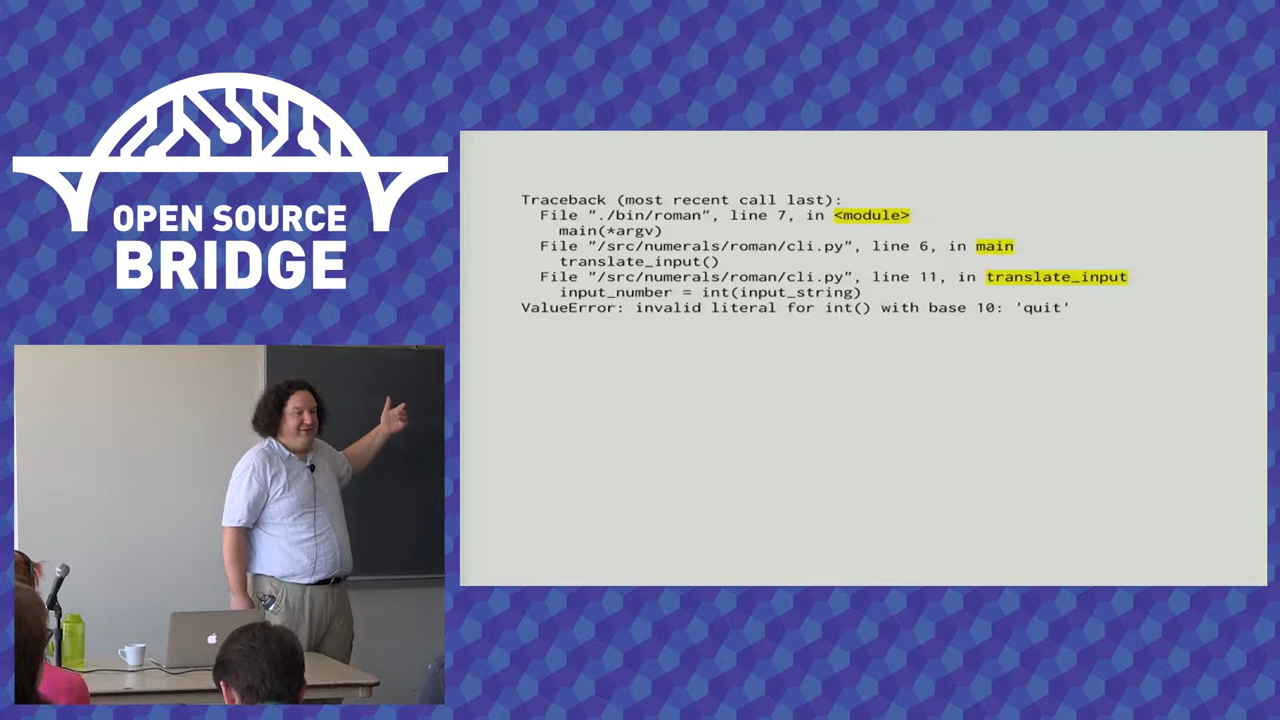 OPEN SOURCE
BRIDGE
Traceback (most recent call last):
File "./bin/roman", line 7, in <module>
main(*argv)
File "/src/numerals/roman/cli.py", line 6, in main
translate_input()
File "/src/numerals/roman/cli.py", line 11, in translate_input
input_number = int(input_string)
ValueError: invalid literal for int() with base 10: 'quit'